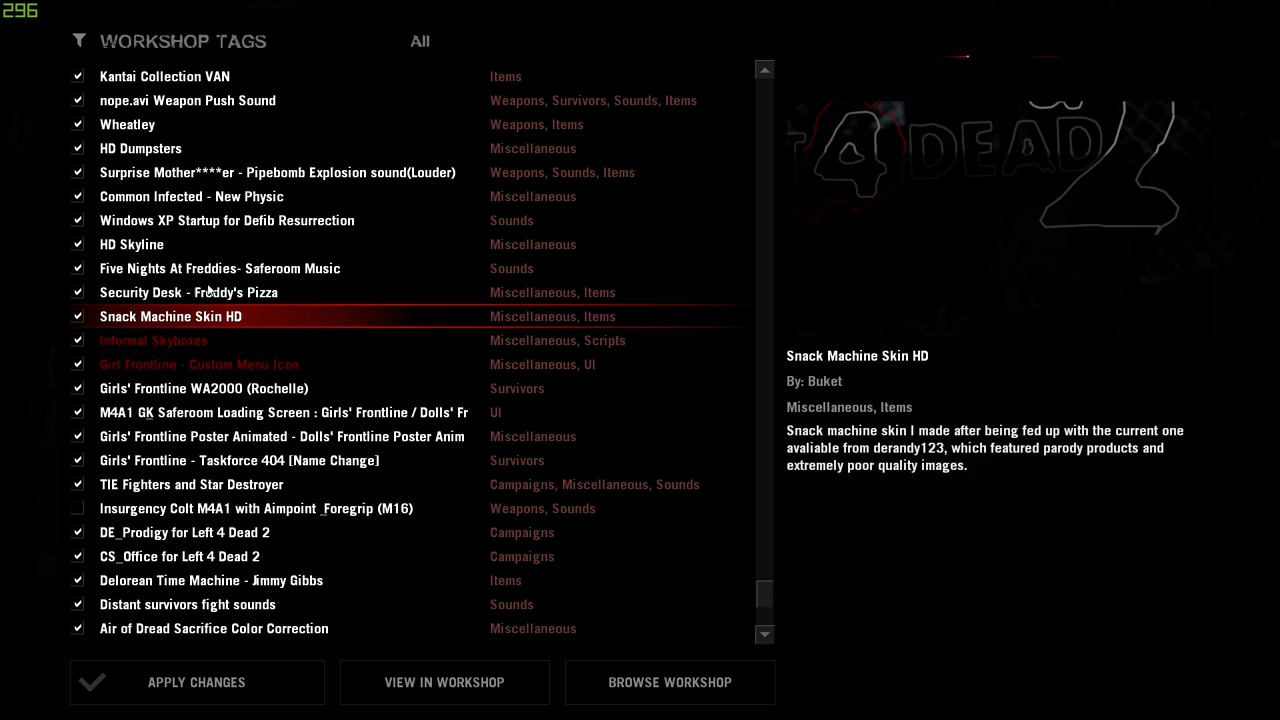 296
WORKSHOP TAGS All
Kantai Collection VAN Items
nope.avi Weapon Push Sound Weapons, Survivors, Sounds, Items
Wheatley Weapons, Items
HD Dumpsters Miscellaneous
Surprise Mother****er - Pipebomb Explosion sound(Louder) Weapons, Sounds, Items
Common Infected - New Physic Miscellaneous
Windows XP Startup for Defib Resurrection Sounds
HD Skyline Miscellaneous
Five Nights At Freddies- Saferoom Music Sounds
Security Desk - Freddy's Pizza Miscellaneous, Items
Snack Machine Skin HD Miscellaneous, Items
Informal Skyboxes Miscellaneous, Scripts
Girl Frontline - Custom Menu Icon Miscellaneous, UI
Girls' Frontline WA2000 (Rochelle) Survivors
M4A1 GK Saferoom Loading Screen : Girls' Frontline / Dolls' Fr UI
Girls' Frontline Poster Animated - Dolls' Frontline Poster Anim Miscellaneous
Girls' Frontline - Taskforce 404 [Name Change] Survivors
TIE Fighters and Star Destroyer Campaigns, Miscellaneous, Sounds
Insurgency Colt M4A1 with Aimpoint _Foregrip (M16) Weapons, Sounds
DE_Prodigy for Left 4 Dead 2 Campaigns
CS_Office for Left 4 Dead 2 Campaigns
Delorean Time Machine - Jimmy Gibbs Items
Distant survivors fight sounds Sounds
Air of Dread Sacrifice Color Correction Miscellaneous
APPLY CHANGES VIEW IN WORKSHOP BROWSE WORKSHOP
T 4 DEAD 2
Snack Machine Skin HD
By: Buket
Miscellaneous, Items
Snack machine skin I made after being fed up with the current one
avaliable from derandy123, which featured parody products and
extremely poor quality images.